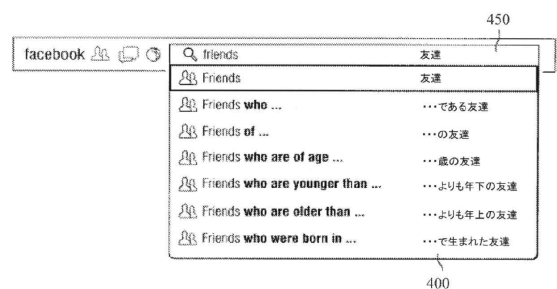 450
facebook friends 友達
Friends 友達
Friends who ... ･･･である友達
Friends of ... ･･･の友達
Friends who are of age ... ･･･歳の友達
Friends who are younger than ... ･･･よりも年下の友達
Friends who are older than ... ･･･よりも年上の友達
Friends who were born in ... ･･･で生まれた友達
400